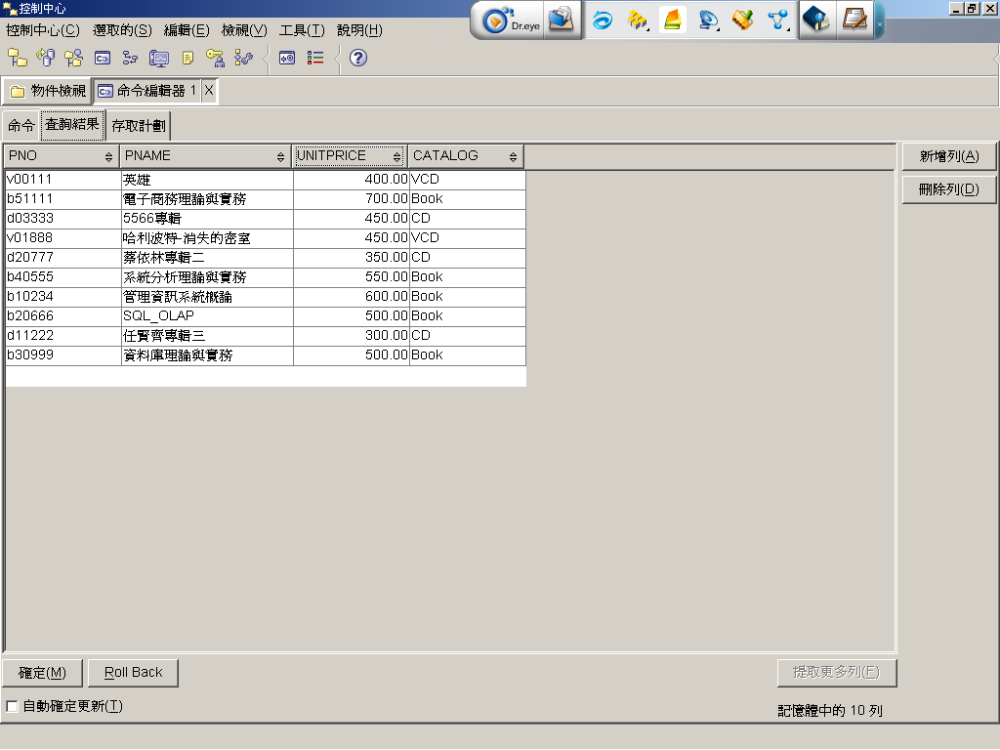 控制中心
控制中心(C) 選取的(S) 編輯(E) 檢視(V) 工具(T) 說明(H)
Dr.eye
物件檢視 命令編輯器 1 X
命令 查詢結果 存取計劃
PNO PNAME UNITPRICE CATALOG
新增列(A)
刪除列(D)
v00111 英雄 400.00 VCD
b51111 電子商務理論與實務 700.00 Book
d03333 5566專輯 450.00 CD
v01888 哈利波特-消失的密室 450.00 VCD
d20777 蔡依林專輯二 350.00 CD
b40555 系統分析理論與實務 550.00 Book
b10234 管理資訊系統概論 600.00 Book
b20666 SQL_OLAP 500.00 Book
d11222 任賢齊專輯三 300.00 CD
b30999 資料庫理論與實務 500.00 Book
確定(M) Roll Back 提取更多列(F)
自動確定更新(T)
記憶體中的 10 列